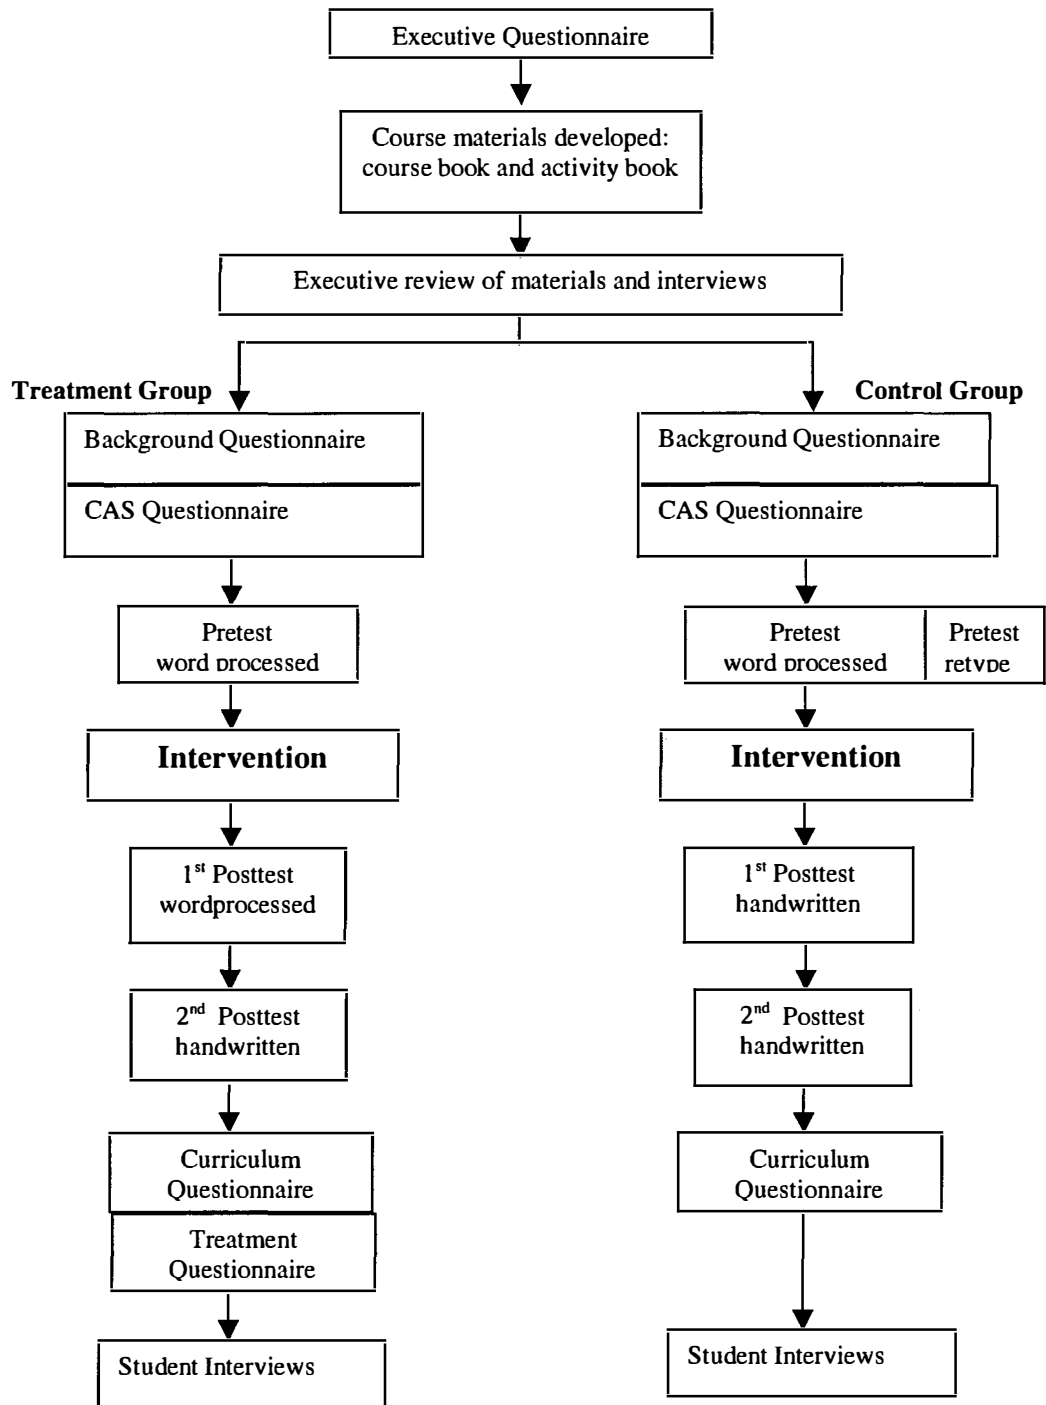 Executive Questionnaire
Course materials developed:
course book and activity book
Executive review of materials and interviews
Treatment Group
Background Questionnaire
CAS Questionnaire
Pretest
word processed
Intervention
1st Posttest
wordprocessed
2nd Posttest
handwritten
Curriculum
Questionnaire
Treatment
Questionnaire
Student Interviews
Control Group
Background Questionnaire
CAS Questionnaire
Pretest
word processed
Pretest
retype
Intervention
1st Posttest
handwritten
2nd Posttest
handwritten
Curriculum
Questionnaire
Student Interviews